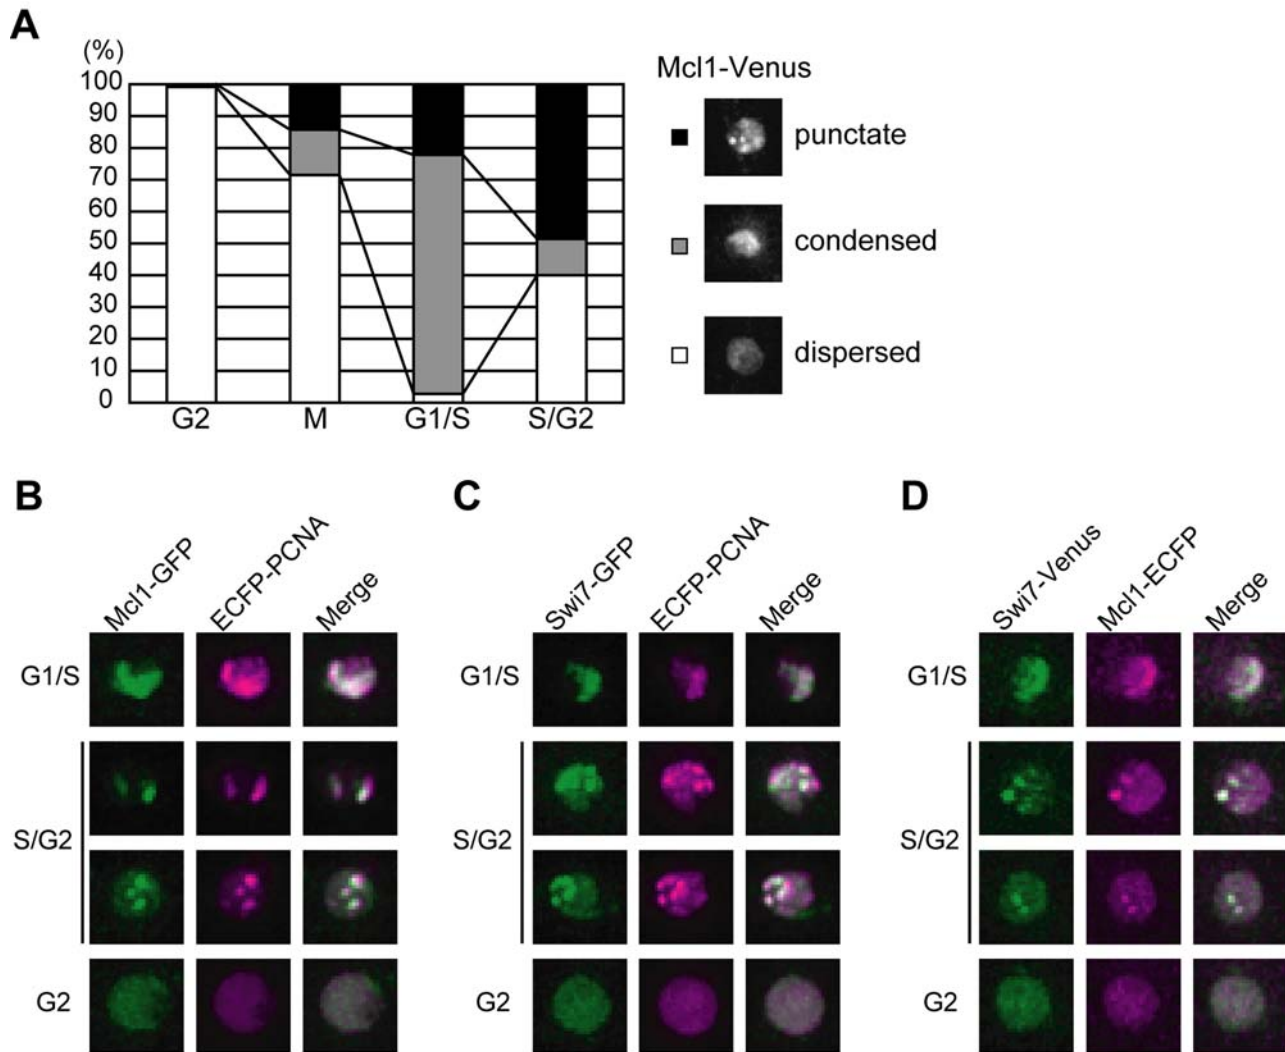 A
(%)
100
90
80
70
60
50
40
30
20
10
0
G2 M G1/S S/G2
Mcl1-Venus
punctate
condensed
dispersed
B
Mcl1-GFP ECFP-PCNA Merge
G1/S
S/G2
G2
C
Swi7-GFP ECFP-PCNA Merge
G1/S
S/G2
G2
D
Swi7-Venus Mcl1-ECFP Merge
G1/S
S/G2
G2